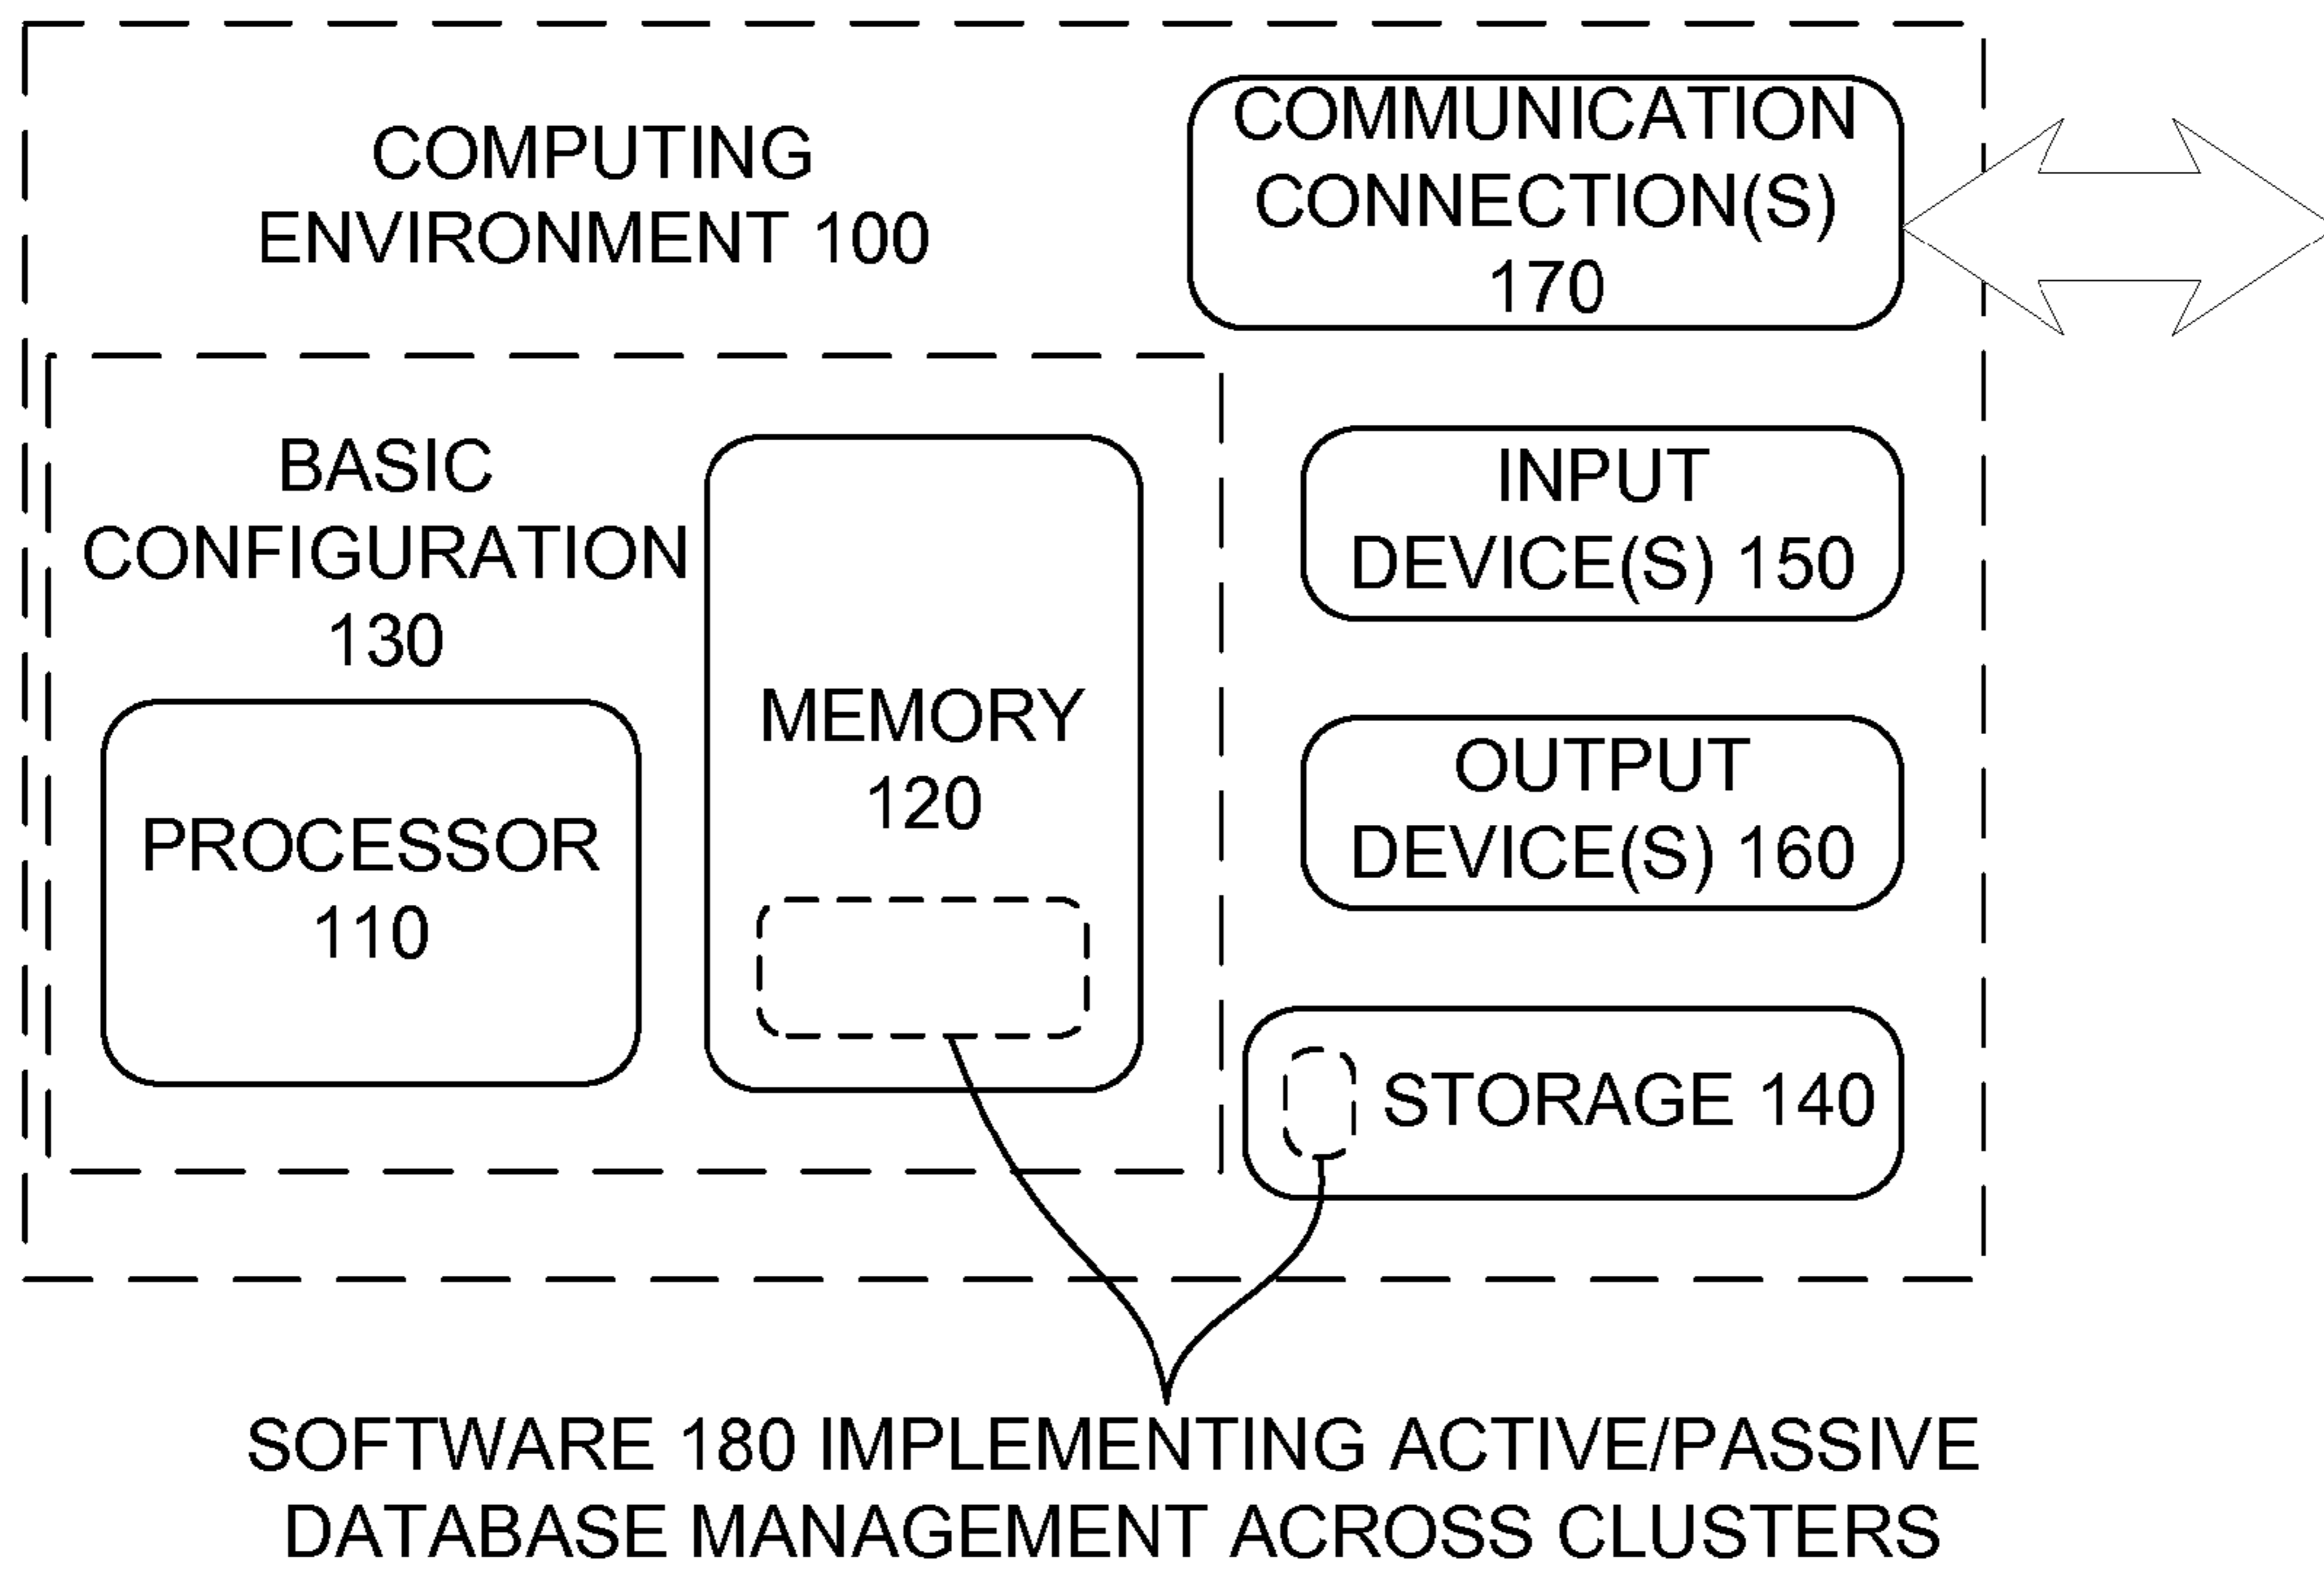 COMPUTING
ENVIRONMENT 100
COMMUNICATION
CONNECTION(S)
170
BASIC
CONFIGURATION
130
PROCESSOR
110
MEMORY
120
INPUT
DEVICE(S) 150
OUTPUT
DEVICE(S) 160
STORAGE 140
SOFTWARE 180 IMPLEMENTING ACTIVE/PASSIVE
DATABASE MANAGEMENT ACROSS CLUSTERS